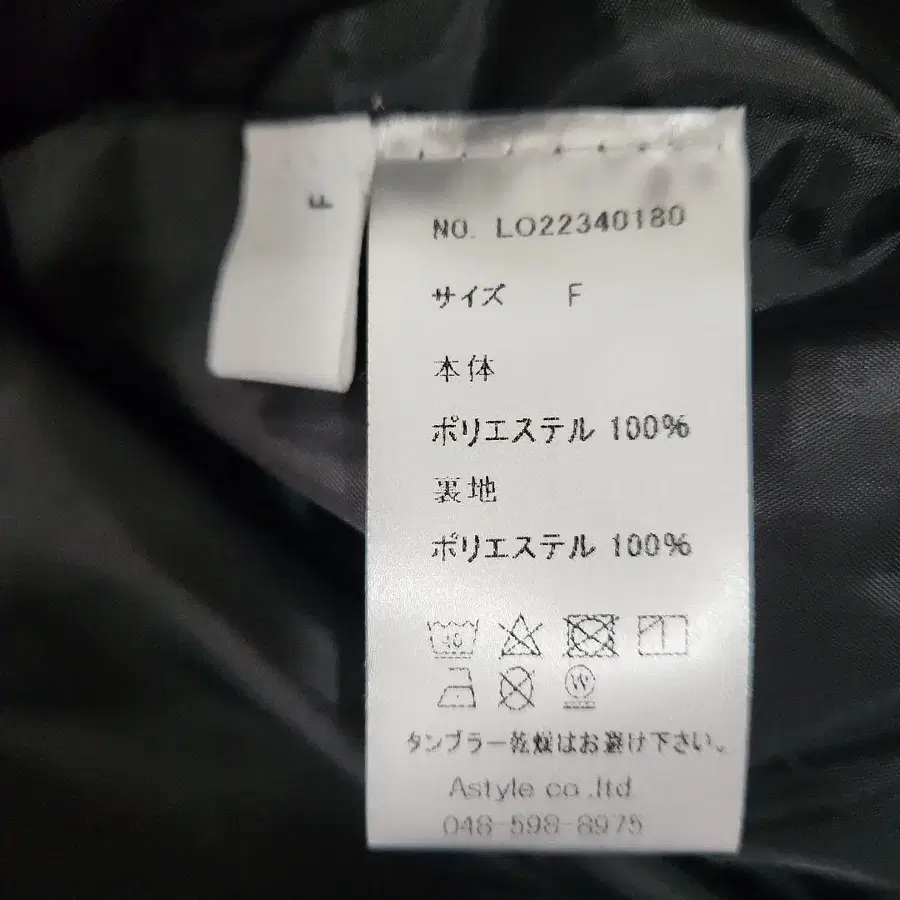 F
NO. LO22340180
サイズ F
本体
ポリエステル 100%
裏地
ポリエステル 100%
40
W
タンブラー乾燥はお避け下さい。
Astyle co .ltd
048-598-8975